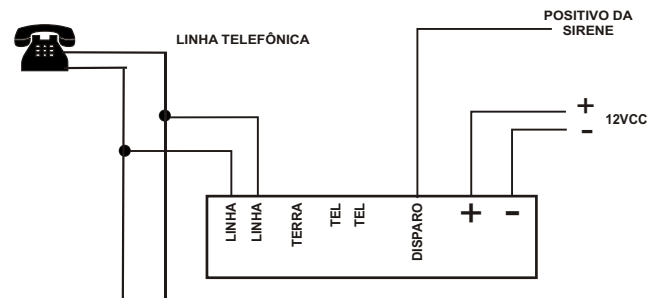 POSITIVO DA
SIRENE
LINHA TELEFÔNICA
+
-
12VCC
LINHA
LINHA
TERRA
TEL
TEL
DISPARO
+
-